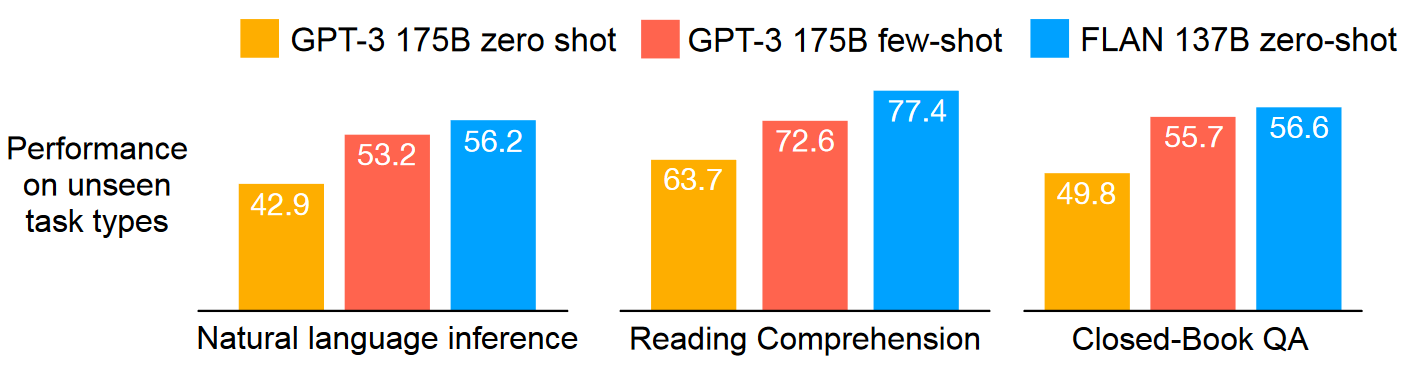 GPT-3 175B zero shot GPT-3 175B few-shot FLAN 137B zero-shot
Performance
on unseen
task types
42.9 53.2 56.2
63.7 72.6 77.4
49.8 55.7 56.6
Natural language inference Reading Comprehension Closed-Book QA